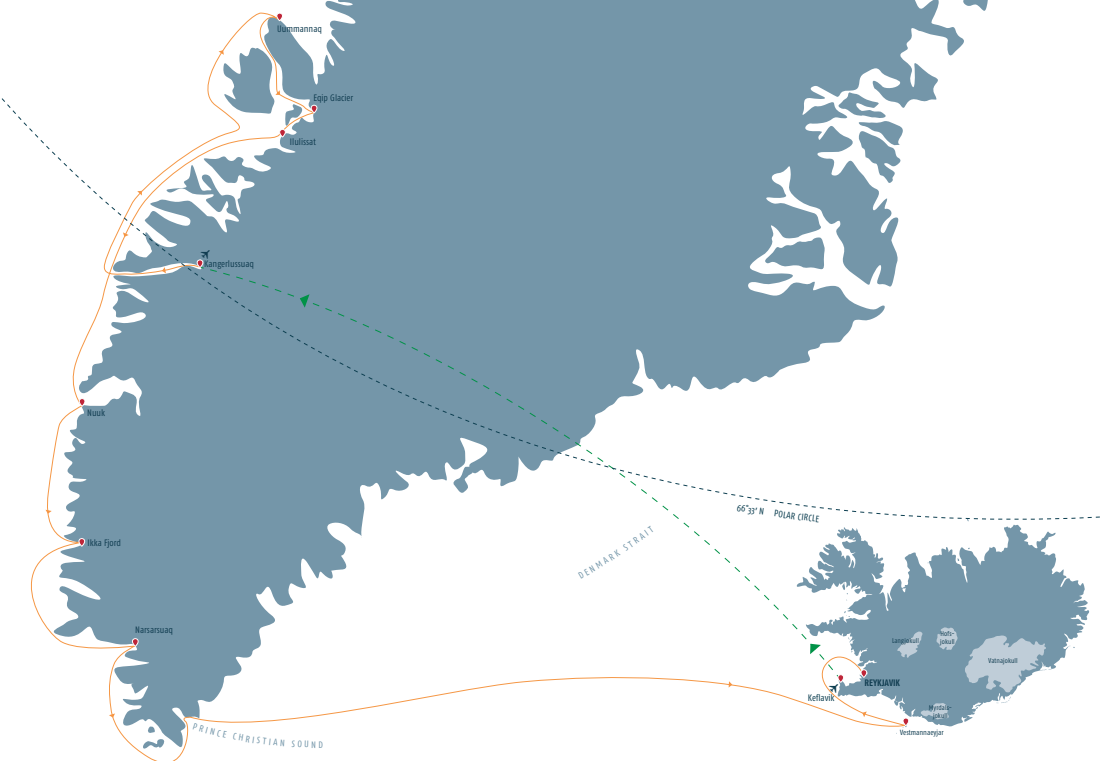 Uummannaq
Eqip Glacier
Ilulissat
Kangerlussuaq
Nuuk
Ikka Fjord
Narsarsuaq
PRINCE CHRISTIAN SOUND
DENMARK STRAIT
66°33' N POLAR CIRCLE
Langjokull
Hofs-
jokull
Vatnajokull
REYKJAVIK
Keflavik
Myrdals-
jokull
Vestmannaeyjar